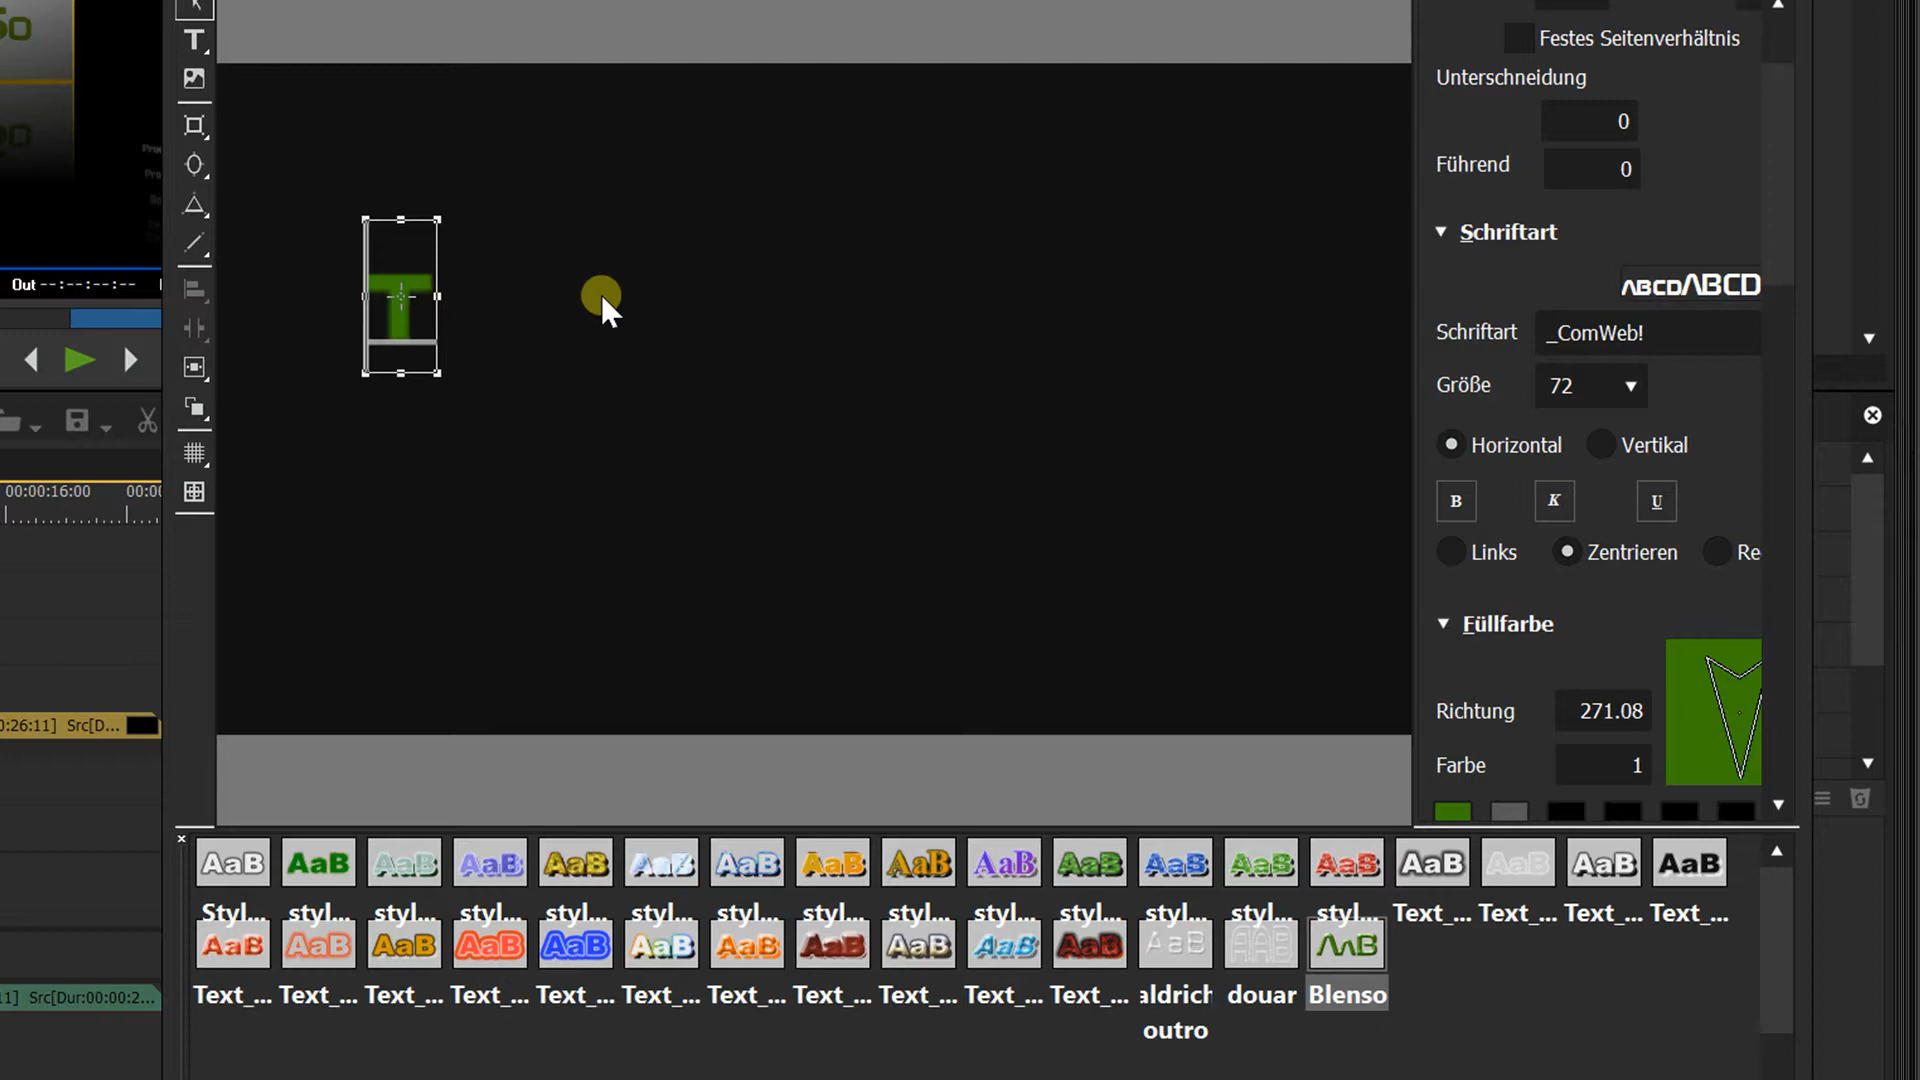 Festes Seitenverhältnis
Unterschneidung
0
Führend
0
Schriftart
ABCDABCD
Schriftart _ComWeb!
Größe 72
Horizontal Vertikal
B K U
Links Zentrieren Re
Füllfarbe
Richtung 271.08
Farbe 1
T
T
Out --:--:--:--
00:00:16:00 00:0
0:26:11] Src[D...
11] Src[Dur:00:00:2...
AaB AaB AaB AaB AaB AaB AaB AaB AaB AaB AaB AaB AaB AaB AaB AaB AaB AaB
Styl... styl... styl... styl... styl... styl... styl... styl... styl... styl... styl... styl... styl... styl... Text_... Text_... Text_... Text_...
AaB AaB AaB AaB AaB AaB AaB AaB AaB AaB AaB AaB AAB AAB
Text_... Text_... Text_... Text_... Text_... Text_... Text_... Text_... Text_... Text_... Text_... aldrich douar Blenso
outro